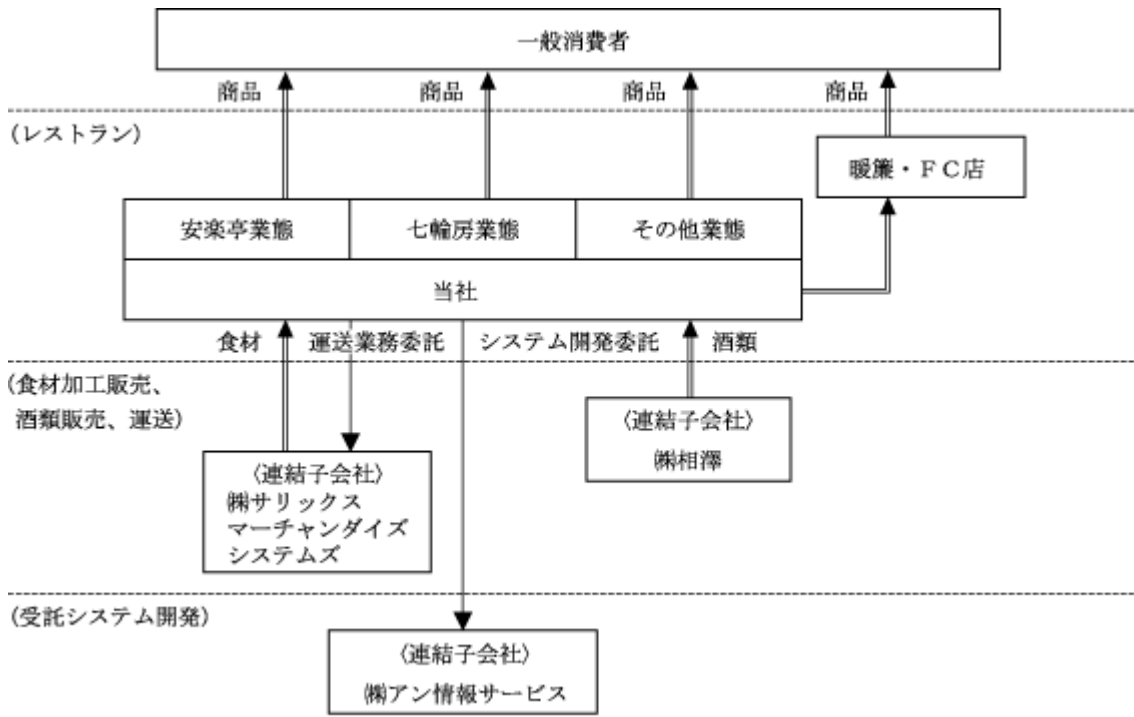 一般消費者
商品
商品
商品
商品
(レストラン)
暖簾・ＦＣ店
安楽亭業態
七輪房業態
その他業態
当社
食材
運送業務委託
システム開発委託
酒類
(食材加工販売、
酒類販売、運送)
〈連結子会社〉
㈱相澤
〈連結子会社〉
㈱サリックス
マーチャンダイズ
システムズ
(受託システム開発)
〈連結子会社〉
㈱アン情報サービス